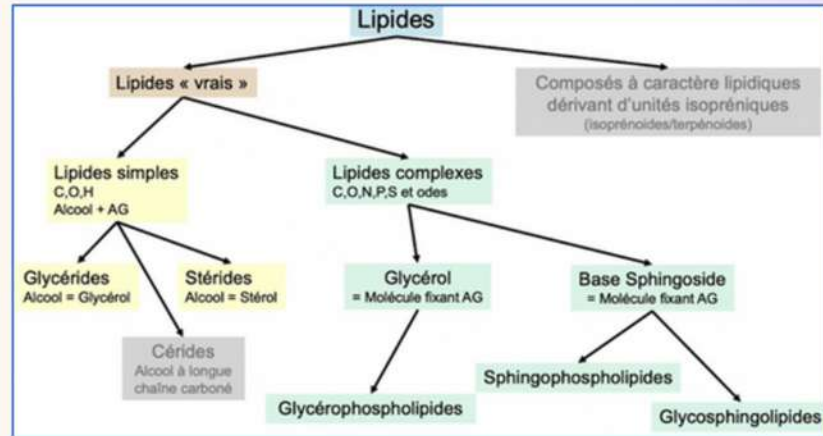 Lipides
Lipides « vrais »
Composés à caractère lipidiques
dérivant d'unités isopréniques
(isoprénoides/terpénoides)
Lipides simples
C,O,H
Alcool + AG
Lipides complexes
C,O,N,P,S et odes
Glycérides
Alcool = Glycérol
Stérides
Alcool = Stérol
Glycérol
= Molécule fixant AG
Base Sphingoside
= Molécule fixant AG
Cérides
Alcool à longue
chaîne carboné
Sphingophospholipides
Glycérophospholipides
Glycosphingolipides